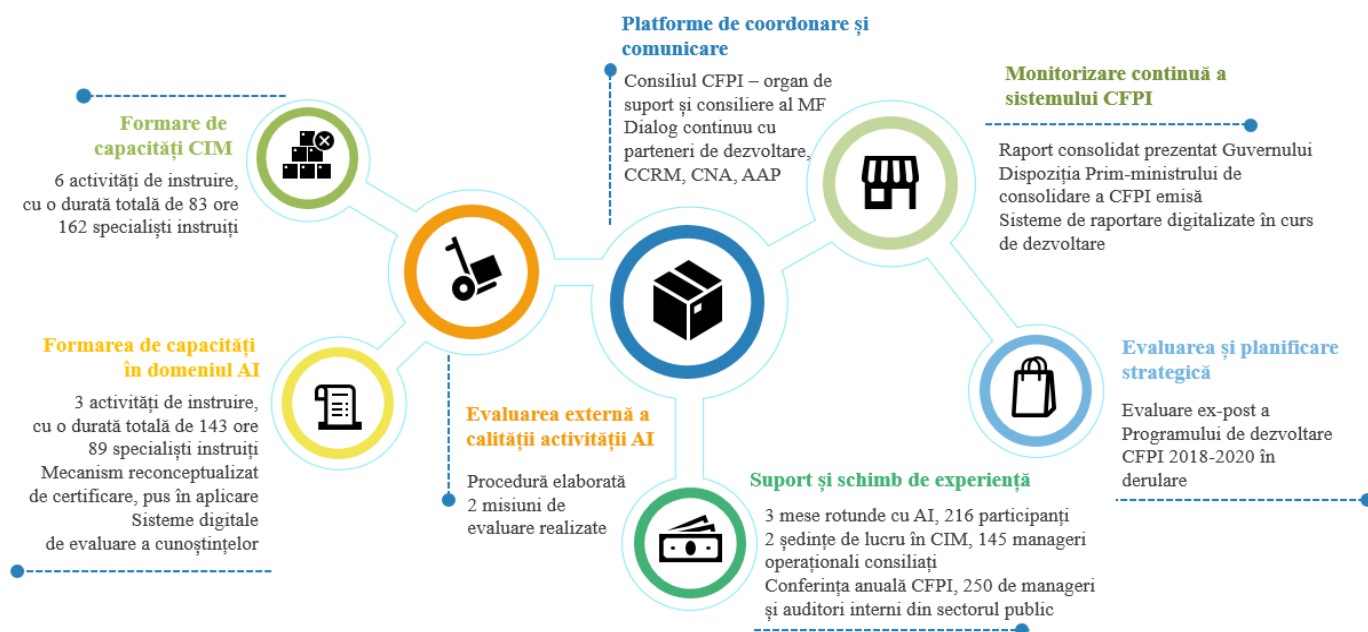 Formare de
capacități CIM
6 activități de instruire,
cu o durată totală de 83 ore
162 specialiști instruiți
Formarea de capacități
în domeniul AI
3 activități de instruire,
cu o durată totală de 143 ore
89 specialiști instruiți
Mecanism reconceptualizat
de certificare, pus în aplicare
Sisteme digitale
de evaluare a cunoștințelor
Evaluarea externă a
calității activității AI
Procedură elaborată
2 misiuni de
evaluare realizate
Platforme de coordonare și
comunicare
Consiliul CFPI – organ de
suport și consiliere al MF
Dialog continuu cu
parteneri de dezvoltare,
CCRM, CNA, AAP
Suport și schimb de experiență
3 mese rotunde cu AI, 216 participanți
2 ședințe de lucru în CIM, 145 manageri
operaționali consiliați
Conferința anuală CFPI, 250 de manageri
și auditori interni din sectorul public
Monitorizare continuă a
sistemului CFPI
Raport consolidat prezentat Guvernului
Dispoziția Prim-ministrului de
consolidare a CFPI emisă
Sisteme de raportare digitalizate în curs
de dezvoltare
Evaluarea și planificare
strategică
Evaluare ex-post a
Programului de dezvoltare
CFPI 2018-2020 în
derulare